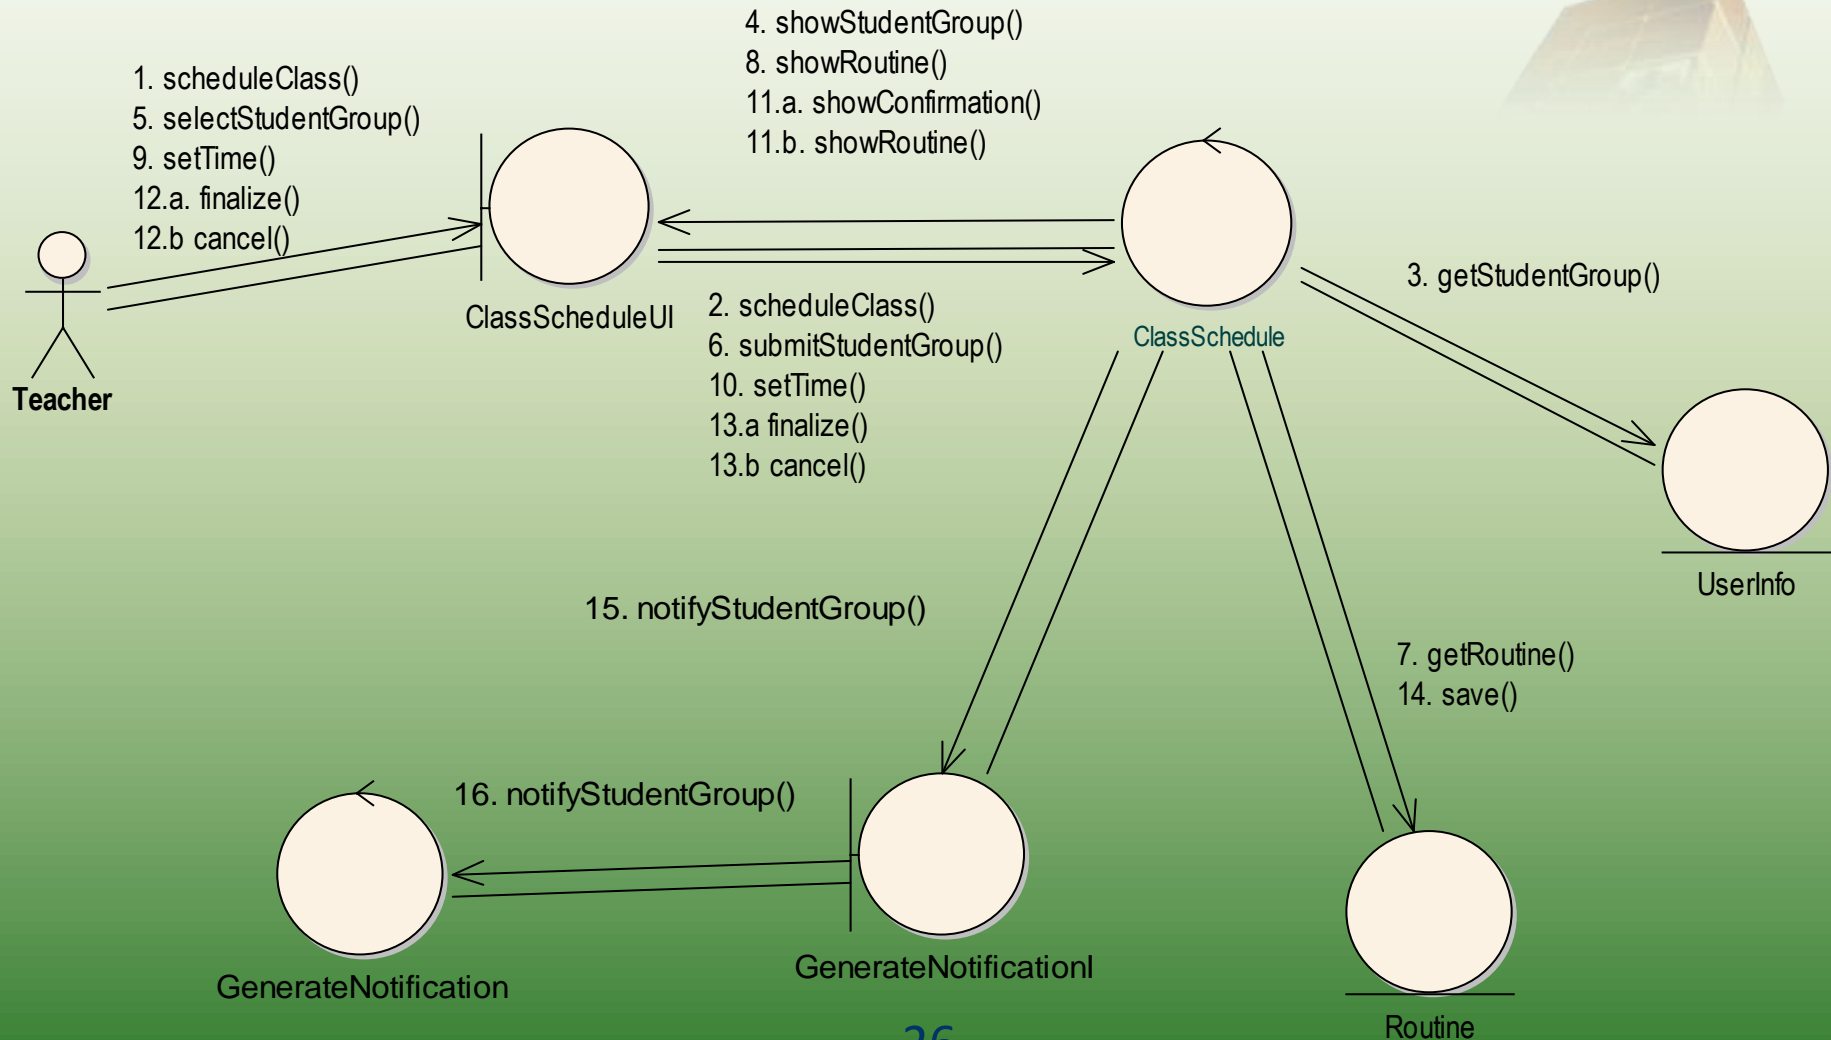 4. showStudentGroup()
8. showRoutine()
11.a. showConfirmation()
11.b. showRoutine()
1. scheduleClass()
5. selectStudentGroup()
9. setTime()
12.a. finalize()
12.b cancel()
Teacher
ClassScheduleUI
2. scheduleClass()
6. submitStudentGroup()
10. setTime()
13.a finalize()
13.b cancel()
ClassSchedule
3. getStudentGroup()
UserInfo
15. notifyStudentGroup()
7. getRoutine()
14. save()
16. notifyStudentGroup()
GenerateNotification
GenerateNotificationI
Routine